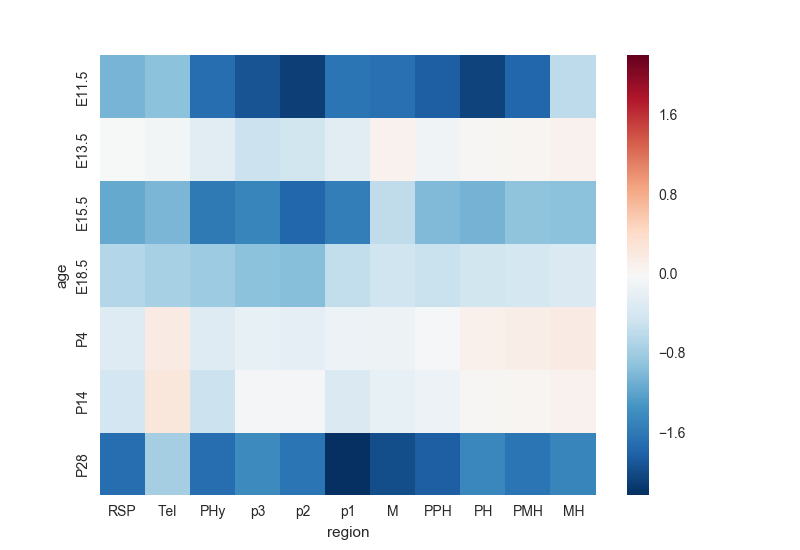 E11.5
E13.5
E15.5
E18.5
P4
P14
P28
age
RSP Tel PHy p3 p2 p1 M PPH PH PMH MH
region
1.6
0.8
0.0
−0.8
−1.6